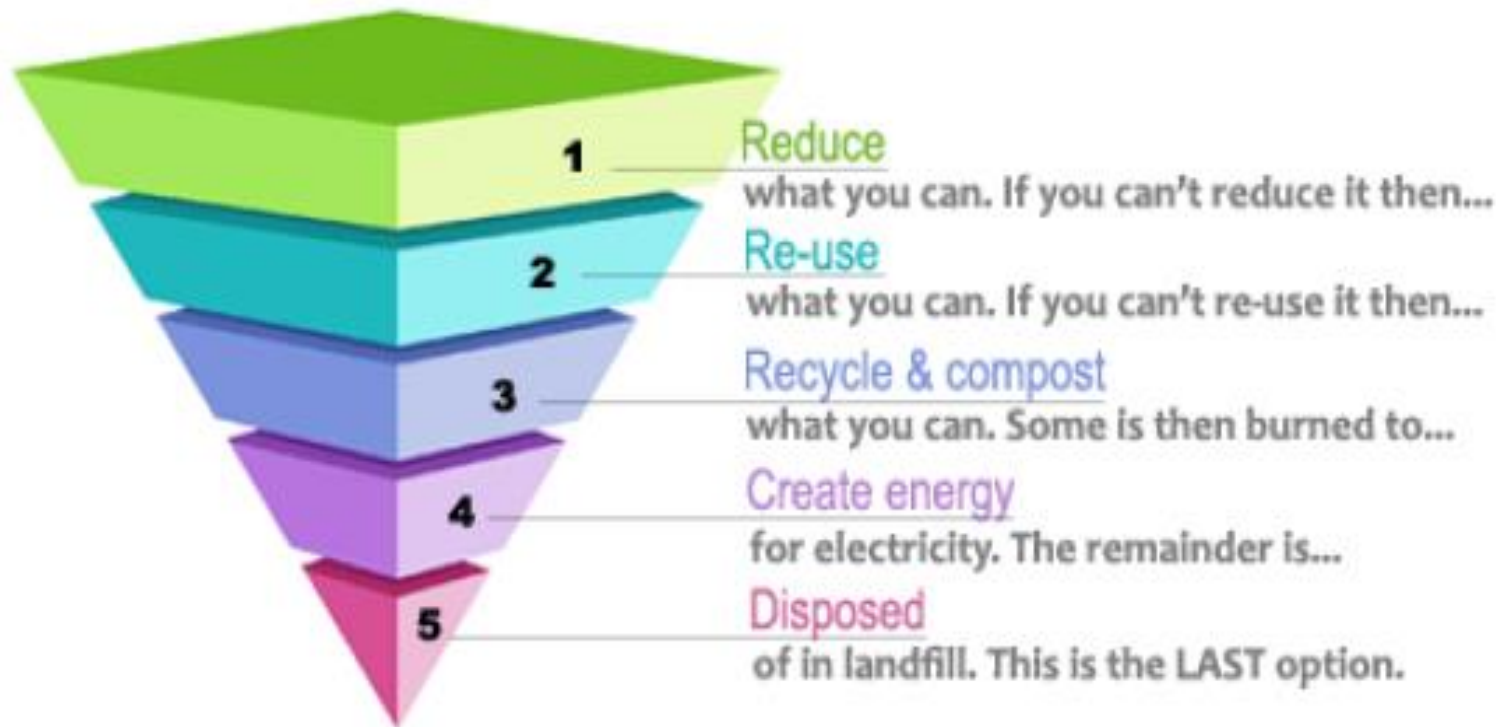 1 Reduce
what you can. If you can't reduce it then...
2 Re-use
what you can. If you can't re-use it then...
3 Recycle & compost
what you can. Some is then burned to...
4 Create energy
for electricity. The remainder is...
5 Disposed
of in landfill. This is the LAST option.